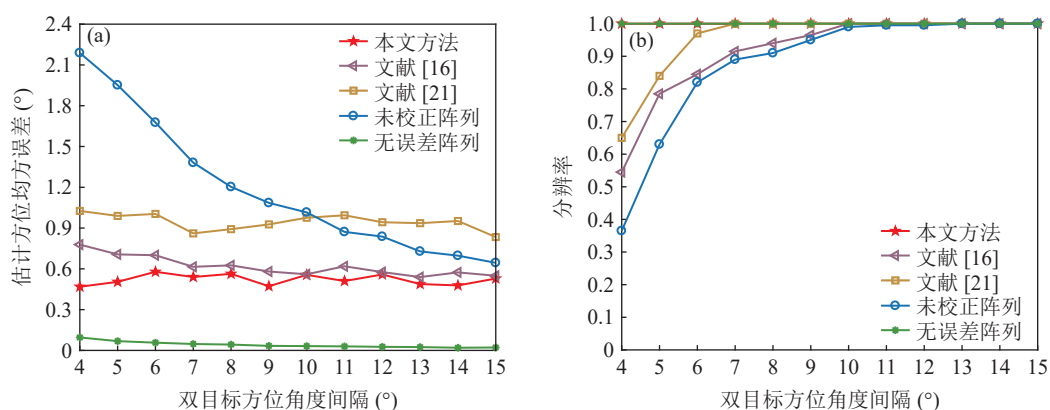 (a)
2.4
2.1
1.8
1.5
1.2
0.9
0.6
0.3
0
估计方位均方误差 (°)
本文方法
文献 [16]
文献 [21]
未校正阵列
无误差阵列
4 5 6 7 8 9 10 11 12 13 14 15
双目标方位角度间隔 (°)
(b)
1.0
0.9
0.8
0.7
0.6
0.5
0.4
0.3
0.2
0.1
0
分辨率
本文方法
文献 [16]
文献 [21]
未校正阵列
无误差阵列
4 5 6 7 8 9 10 11 12 13 14 15
双目标方位角度间隔 (°)